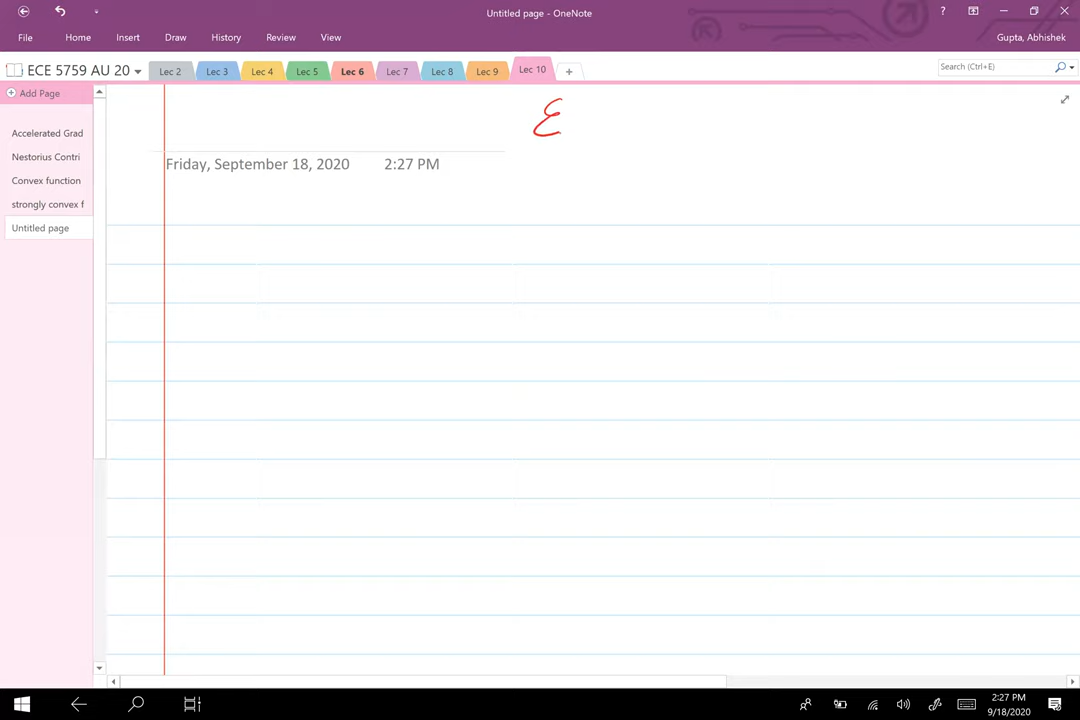 Untitled page - OneNote
?
File Home Insert Draw History Review View
Gupta, Abhishek
ECE 5759 AU 20
Lec 2 Lec 3 Lec 4 Lec 5 Lec 6 Lec 7 Lec 8 Lec 9 Lec 10 +
Search (Ctrl+E)
Add Page
Accelerated Grad
Nestorius Contri
Convex function
strongly convex f
Untitled page
Friday, September 18, 2020 2:27 PM
2:27 PM
9/18/2020